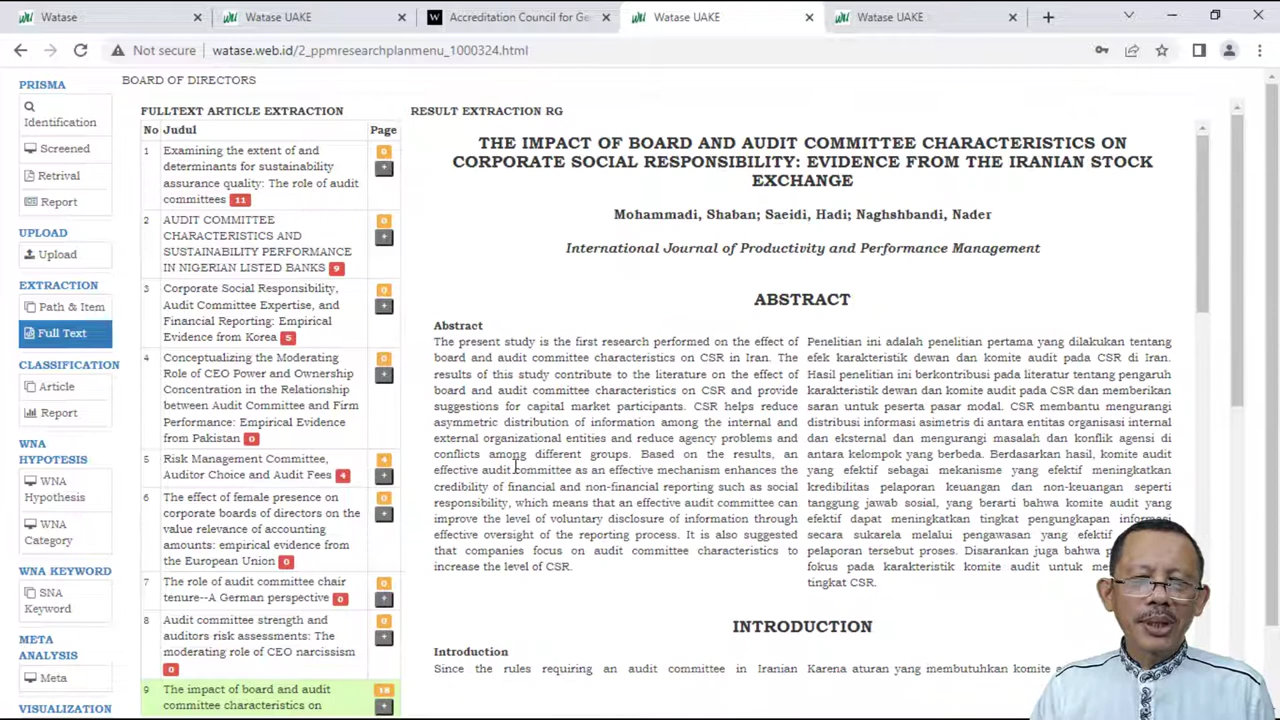 Watase
Watase UAKE
Accreditation Council for Ge
Watase UAKE
Watase UAKE
Not secure
watase.web.id/2_ppmresearchplanmenu_1000324.html
PRISMA
Identification
Screened
Retrival
Report
UPLOAD
Upload
EXTRACTION
Path & Item
Full Text
CLASSIFICATION
Article
Report
WNA
HYPOTESIS
WNA
Hypothesis
WNA
Category
WNA KEYWORD
SNA
Keyword
META
ANALYSIS
Meta
VISUALIZATION
BOARD OF DIRECTORS
FULLTEXT ARTICLE EXTRACTION
No Judul Page
1 Examining the extent of and 0
determinants for sustainability +
assurance quality: The role of audit
committees 11
2 AUDIT COMMITTEE 0
CHARACTERISTICS AND +
SUSTAINABILITY PERFORMANCE
IN NIGERIAN LISTED BANKS 9
3 Corporate Social Responsibility, 0
Audit Committee Expertise, and +
Financial Reporting: Empirical
Evidence from Korea 5
4 Conceptualizing the Moderating 0
Role of CEO Power and Ownership +
Concentration in the Relationship
between Audit Committee and Firm
Performance: Empirical Evidence
from Pakistan 0
5 Risk Management Committee, 4
Auditor Choice and Audit Fees 4 +
6 The effect of female presence on 0
corporate boards of directors on the +
value relevance of accounting
amounts: empirical evidence from
the European Union 0
7 The role of audit committee chair 0
tenure--A German perspective 0 +
8 Audit committee strength and 0
auditors risk assessments: The +
moderating role of CEO narcissism
0
9 The impact of board and audit 18
committee characteristics on +
RESULT EXTRACTION RG
THE IMPACT OF BOARD AND AUDIT COMMITTEE CHARACTERISTICS ON
CORPORATE SOCIAL RESPONSIBILITY: EVIDENCE FROM THE IRANIAN STOCK
EXCHANGE
Mohammadi, Shaban; Saeidi, Hadi; Naghshbandi, Nader
International Journal of Productivity and Performance Management
ABSTRACT
Abstract
The present study is the first research performed on the effect of
board and audit committee characteristics on CSR in Iran. The
results of this study contribute to the literature on the effect of
board and audit committee characteristics on CSR and provide
suggestions for capital market participants. CSR helps reduce
asymmetric distribution of information among the internal and
external organizational entities and reduce agency problems and
conflicts among different groups. Based on the results, an
effective audit committee as an effective mechanism enhances the
credibility of financial and non-financial reporting such as social
responsibility, which means that an effective audit committee can
improve the level of voluntary disclosure of information through
effective oversight of the reporting process. It is also suggested
that companies focus on audit committee characteristics to
increase the level of CSR.
Penelitian ini adalah penelitian pertama yang dilakukan tentang
efek karakteristik dewan dan komite audit pada CSR di Iran.
Hasil penelitian ini berkontribusi pada literatur tentang pengaruh
karakteristik dewan dan komite audit pada CSR dan memberikan
saran untuk peserta pasar modal. CSR membantu mengurangi
distribusi informasi asimetris di antara entitas organisasi internal
dan eksternal dan mengurangi masalah dan konflik agensi di
antara kelompok yang berbeda. Berdasarkan hasil, komite audit
yang efektif sebagai mekanisme yang efektif meningkatkan
kredibilitas pelaporan keuangan dan non-keuangan seperti
tanggung jawab sosial, yang berarti bahwa komite audit yang
efektif dapat meningkatkan tingkat pengungkapan informasi
secara sukarela melalui pengawasan yang efektif
pelaporan tersebut proses. Disarankan juga bahwa
fokus pada karakteristik komite audit untuk
tingkat CSR.
INTRODUCTION
Introduction
Since the rules requiring an audit committee in Iranian
Karena aturan yang membutuhkan komite